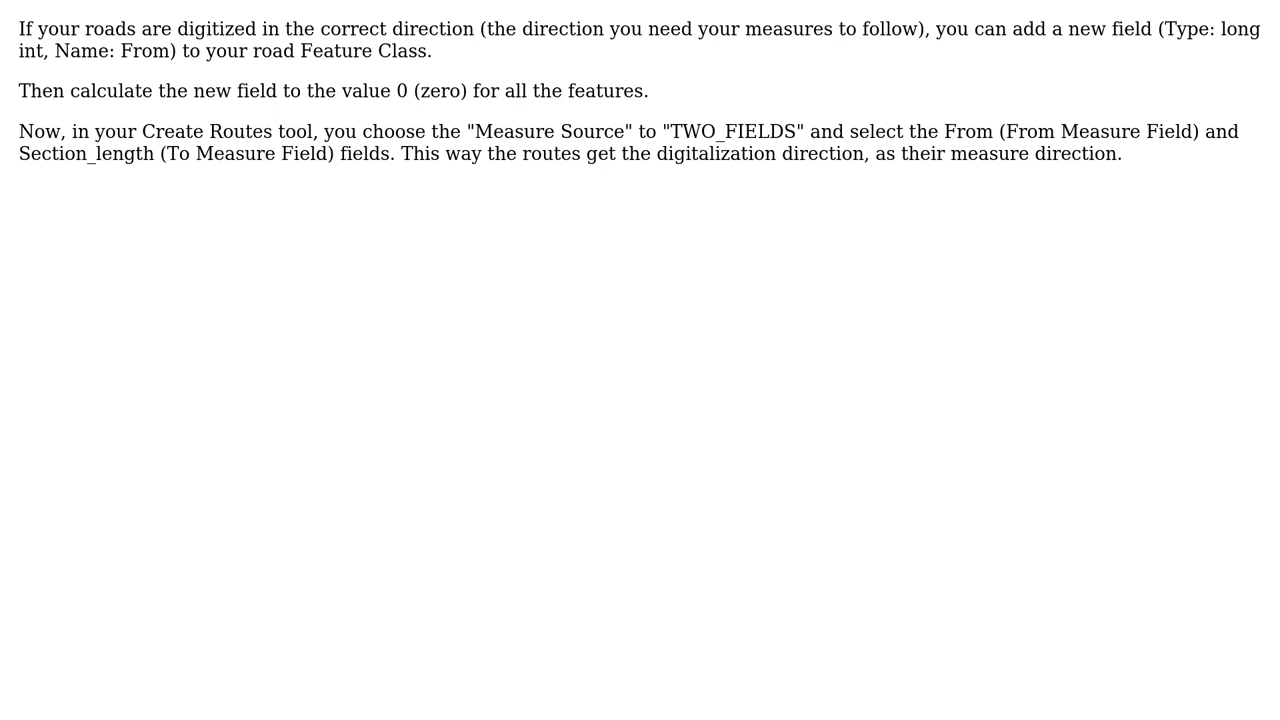 If your roads are digitized in the correct direction (the direction you need your measures to follow), you can add a new field (Type: long
int, Name: From) to your road Feature Class.
Then calculate the new field to the value 0 (zero) for all the features.
Now, in your Create Routes tool, you choose the "Measure Source" to "TWO_FIELDS" and select the From (From Measure Field) and
Section_length (To Measure Field) fields. This way the routes get the digitalization direction, as their measure direction.